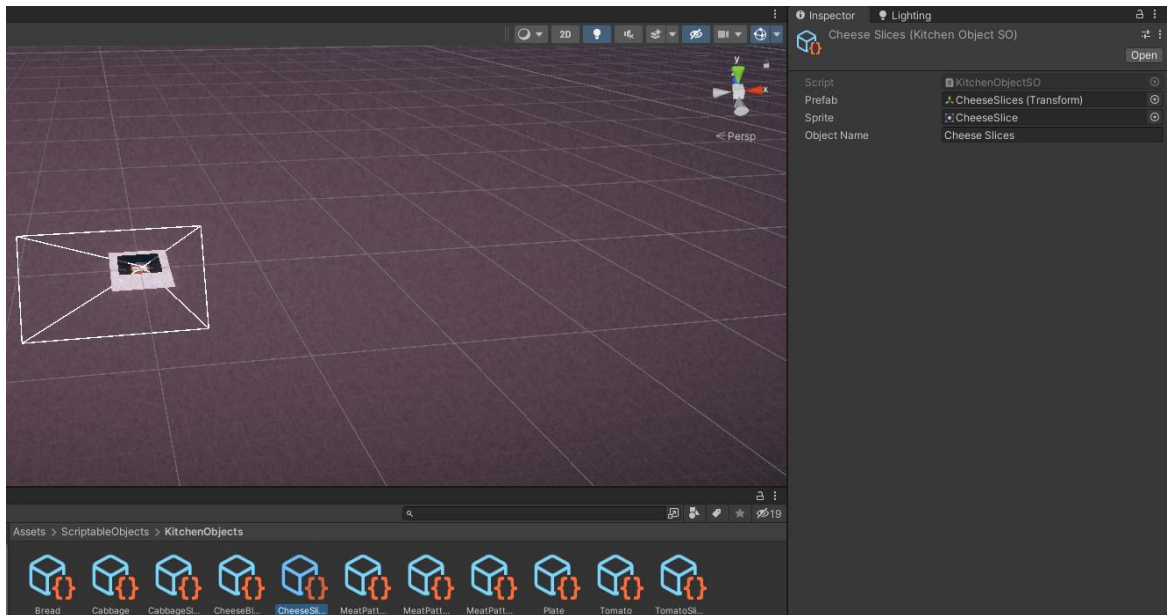 Inspector
Lighting
2D
Cheese Slices (Kitchen Object SO)
Open
y
x
Persp
Script
KitchenObjectSO
Prefab
CheeseSlices (Transform)
Sprite
CheeseSlice
Object Name
Cheese Slices
19
Assets > ScriptableObjects > KitchenObjects
Bread
Cabbage
CabbageSl...
CheeseBl...
CheeseSli...
MeatPatt...
MeatPatt...
MeatPatt...
Plate
Tomato
TomatoSli...